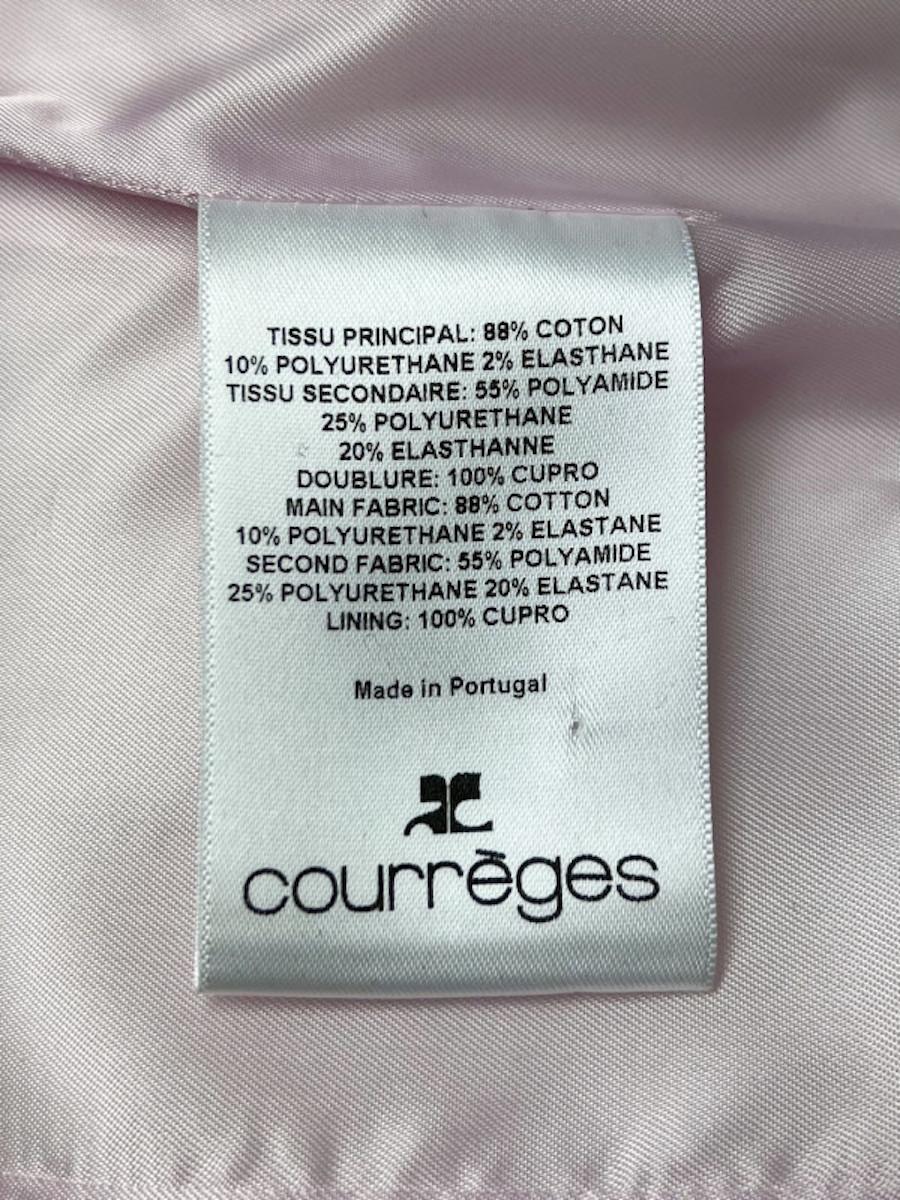 TISSU PRINCIPAL: 88% COTON
10% POLYURETHANE 2% ELASTHANE
TISSU SECONDAIRE: 55% POLYAMIDE
25% POLYURETHANE
20% ELASTHANNE
DOUBLURE: 100% CUPRO
MAIN FABRIC: 88% COTTON
10% POLYURETHANE 2% ELASTANE
SECOND FABRIC: 55% POLYAMIDE
25% POLYURETHANE 20% ELASTANE
LINING: 100% CUPRO
Made in Portugal
courrèges